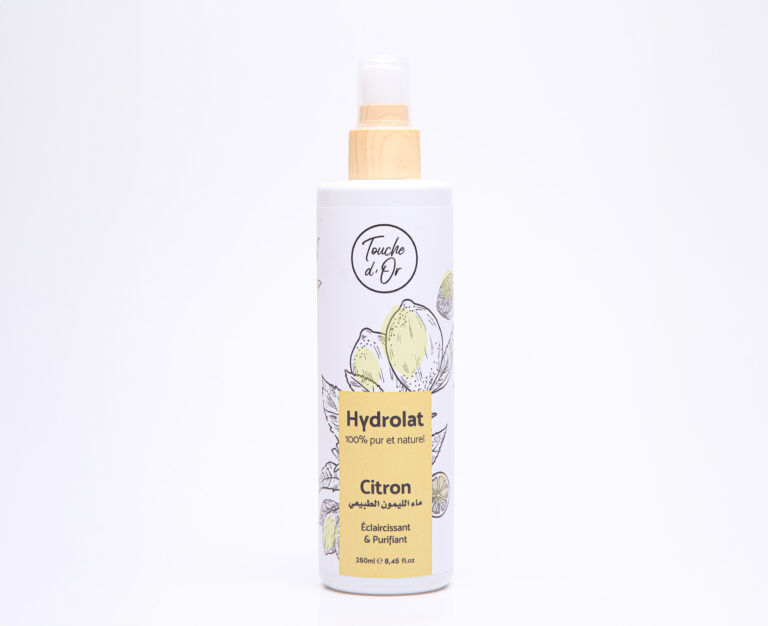 Touche
d'Or
Hydrolat
100% pur et naturel
Citron
ماء الليمون الطبيعي
Éclaircissant
& Purifiant
250ml ℮ 8,45 fl.oz